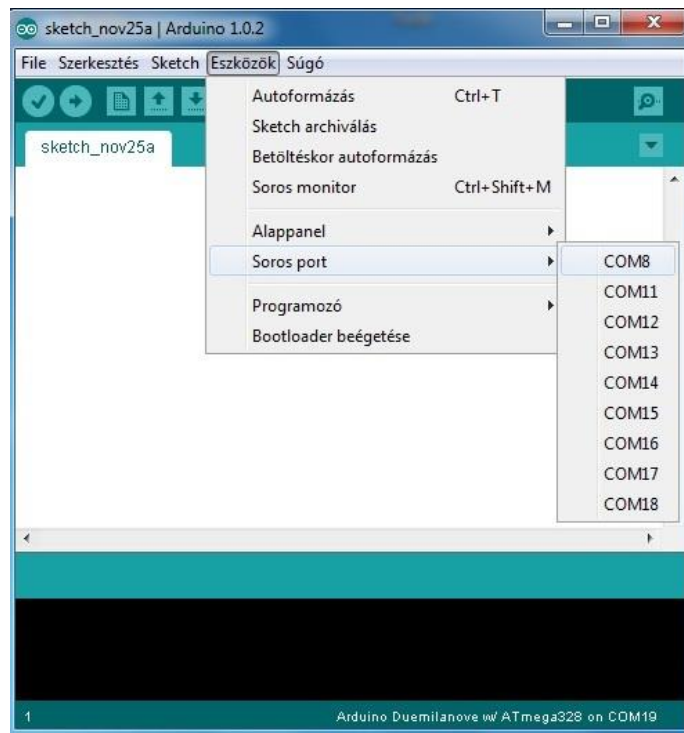 sketch_nov25a | Arduino 1.0.2
File Szerkesztés Sketch Eszközök Súgó
sketch_nov25a
Autoformázás Ctrl+T
Sketch archiválás
Betöltéskor autoformázás
Soros monitor Ctrl+Shift+M
Alappanel
Soros port
Programozó
Bootloader beégetése
COM8
COM11
COM12
COM13
COM14
COM15
COM16
COM17
COM18
1 Arduino Duemilanove w/ ATmega328 on COM19